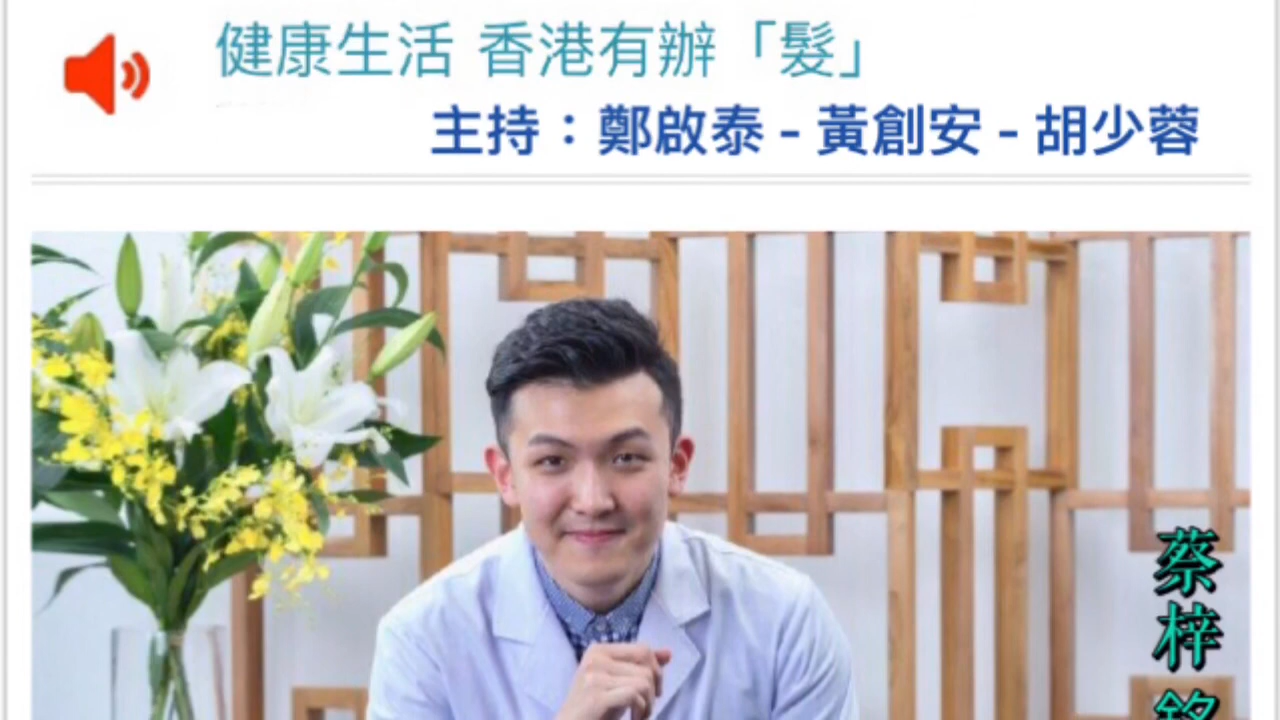 健康生活 香港有辦「髮」
主持：鄭啟泰 - 黃創安 - 胡少蓉
蔡梓銘